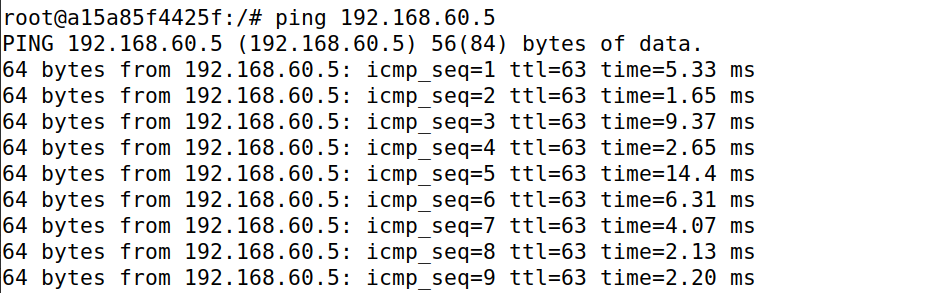 root@a15a85f4425f:/# ping 192.168.60.5
PING 192.168.60.5 (192.168.60.5) 56(84) bytes of data.
64 bytes from 192.168.60.5: icmp_seq=1 ttl=63 time=5.33 ms
64 bytes from 192.168.60.5: icmp_seq=2 ttl=63 time=1.65 ms
64 bytes from 192.168.60.5: icmp_seq=3 ttl=63 time=9.37 ms
64 bytes from 192.168.60.5: icmp_seq=4 ttl=63 time=2.65 ms
64 bytes from 192.168.60.5: icmp_seq=5 ttl=63 time=14.4 ms
64 bytes from 192.168.60.5: icmp_seq=6 ttl=63 time=6.31 ms
64 bytes from 192.168.60.5: icmp_seq=7 ttl=63 time=4.07 ms
64 bytes from 192.168.60.5: icmp_seq=8 ttl=63 time=2.13 ms
64 bytes from 192.168.60.5: icmp_seq=9 ttl=63 time=2.20 ms